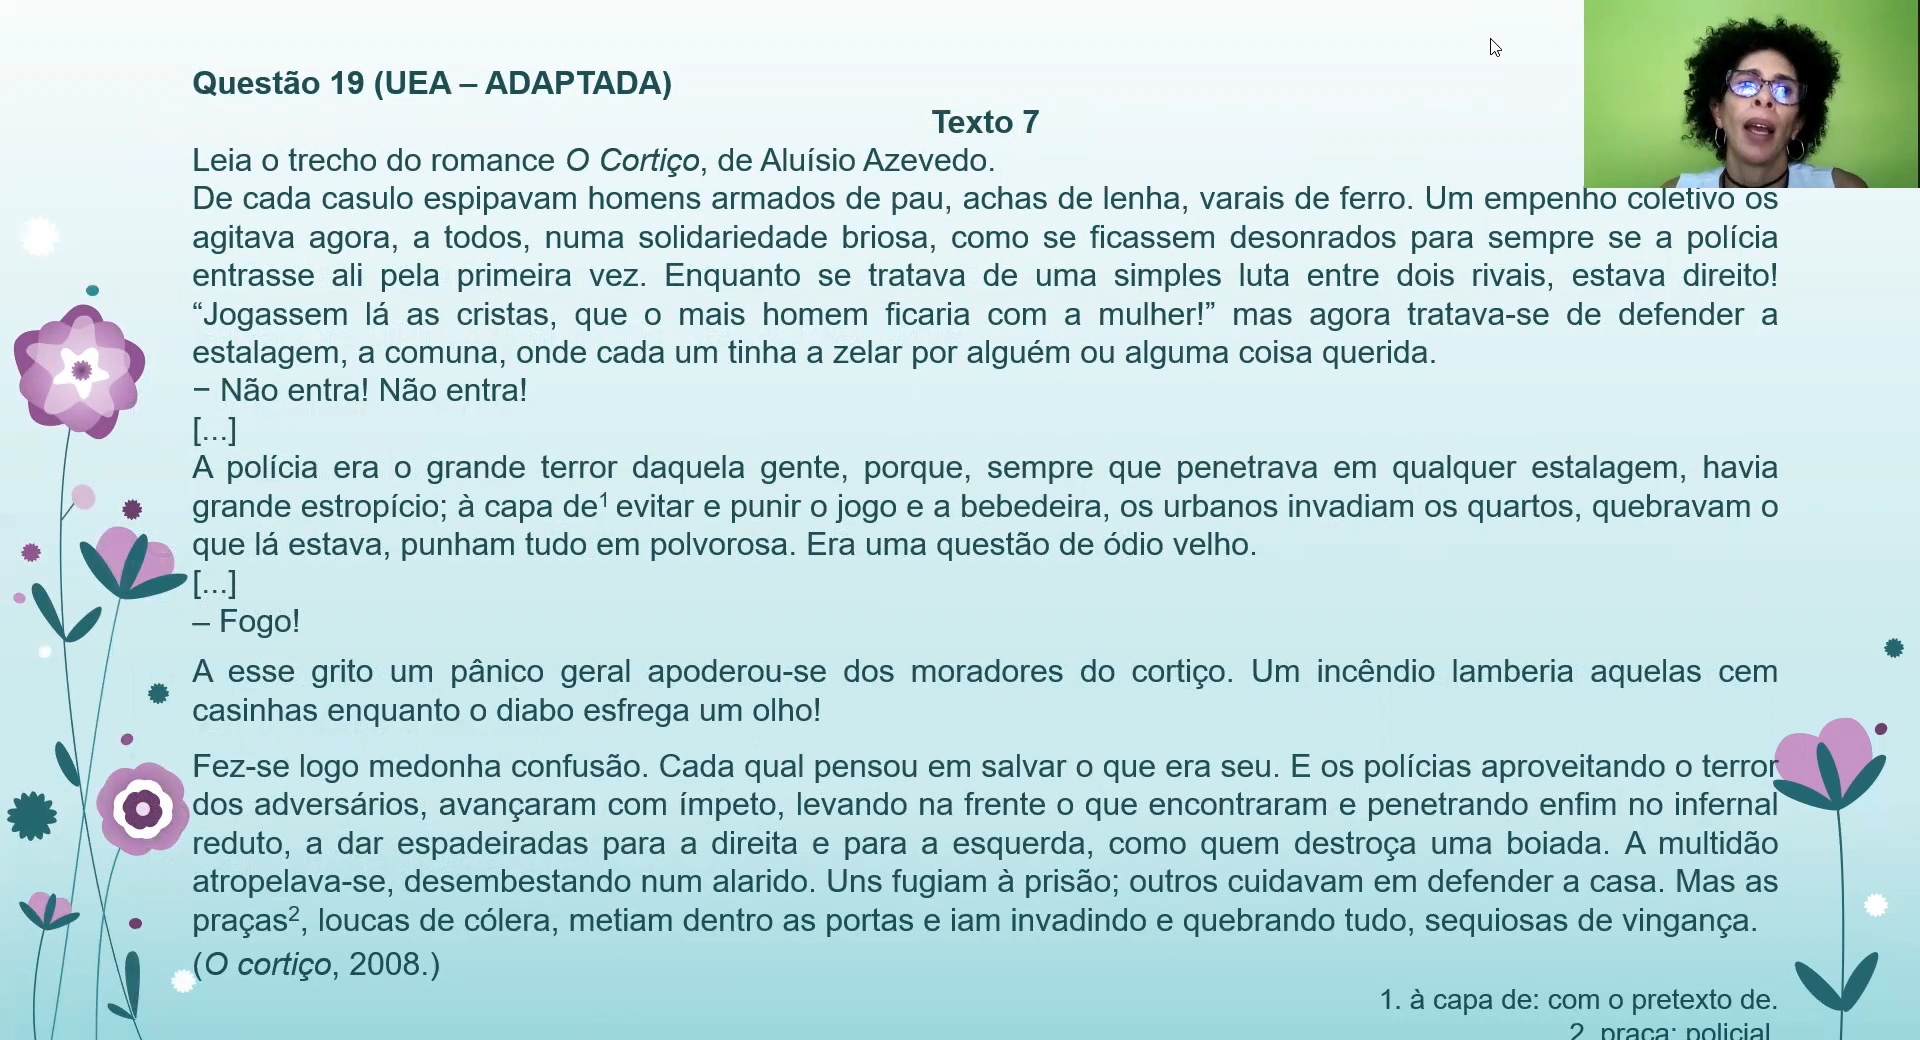 Questão 19 (UEA – ADAPTADA)
Texto 7
Leia o trecho do romance O Cortiço, de Aluísio Azevedo.
De cada casulo espipavam homens armados de pau, achas de lenha, varais de ferro. Um empenho coletivo os
agitava agora, a todos, numa solidariedade briosa, como se ficassem desonrados para sempre se a polícia
entrasse ali pela primeira vez. Enquanto se tratava de uma simples luta entre dois rivais, estava direito!
“Jogassem lá as cristas, que o mais homem ficaria com a mulher!” mas agora tratava-se de defender a
estalagem, a comuna, onde cada um tinha a zelar por alguém ou alguma coisa querida.
− Não entra! Não entra!
[...]
A polícia era o grande terror daquela gente, porque, sempre que penetrava em qualquer estalagem, havia
grande estropício; à capa de¹ evitar e punir o jogo e a bebedeira, os urbanos invadiam os quartos, quebravam o
que lá estava, punham tudo em polvorosa. Era uma questão de ódio velho.
[...]
– Fogo!
A esse grito um pânico geral apoderou-se dos moradores do cortiço. Um incêndio lamberia aquelas cem
casinhas enquanto o diabo esfrega um olho!
Fez-se logo medonha confusão. Cada qual pensou em salvar o que era seu. E os polícias aproveitando o terror
dos adversários, avançaram com ímpeto, levando na frente o que encontraram e penetrando enfim no infernal
reduto, a dar espadeiradas para a direita e para a esquerda, como quem destroça uma boiada. A multidão
atropelava-se, desembestando num alarido. Uns fugiam à prisão; outros cuidavam em defender a casa. Mas as
praças², loucas de cólera, metiam dentro as portas e iam invadindo e quebrando tudo, sequiosas de vingança.
(O cortiço, 2008.)
1. à capa de: com o pretexto de.
2. praça: policial.